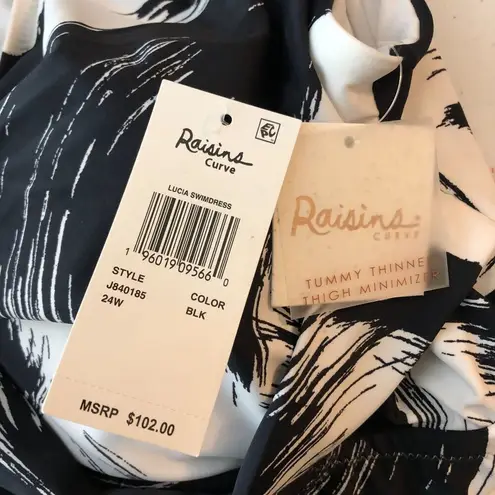 Raisins
Curve
LUCIA SWIMDRESS
1 96019 09566 0
STYLE
J840185
24W
COLOR
BLK
MSRP $102.00
Raisins®
CURVE
TUMMY THINNE
THIGH MINIMIZER